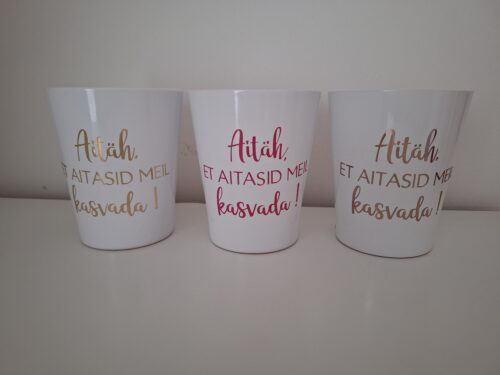 Aitäh,
ET AITASID MEIL
kasvada !
Aitäh,
ET AITASID MEIL
kasvada !
Aitäh,
ET AITASID MEIL
kasvada !